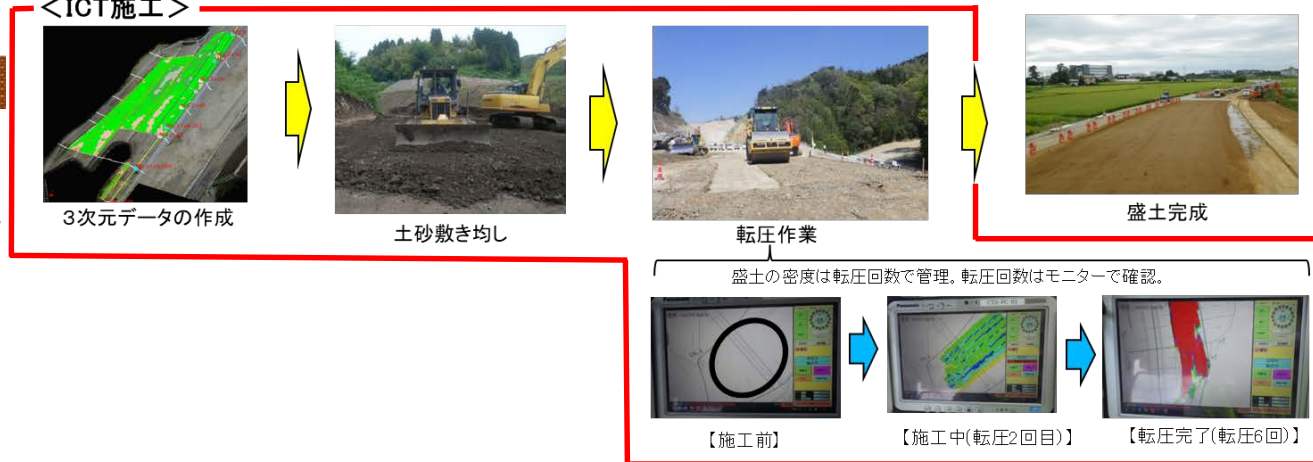 ＜ICT施工＞
3次元データの作成
土砂敷き均し
転圧作業
盛土完成
盛土の密度は転圧回数で管理。転圧回数はモニターで確認。
Panasonic
【施工前】
【施工中(転圧2回目)】
【転圧完了(転圧6回)】